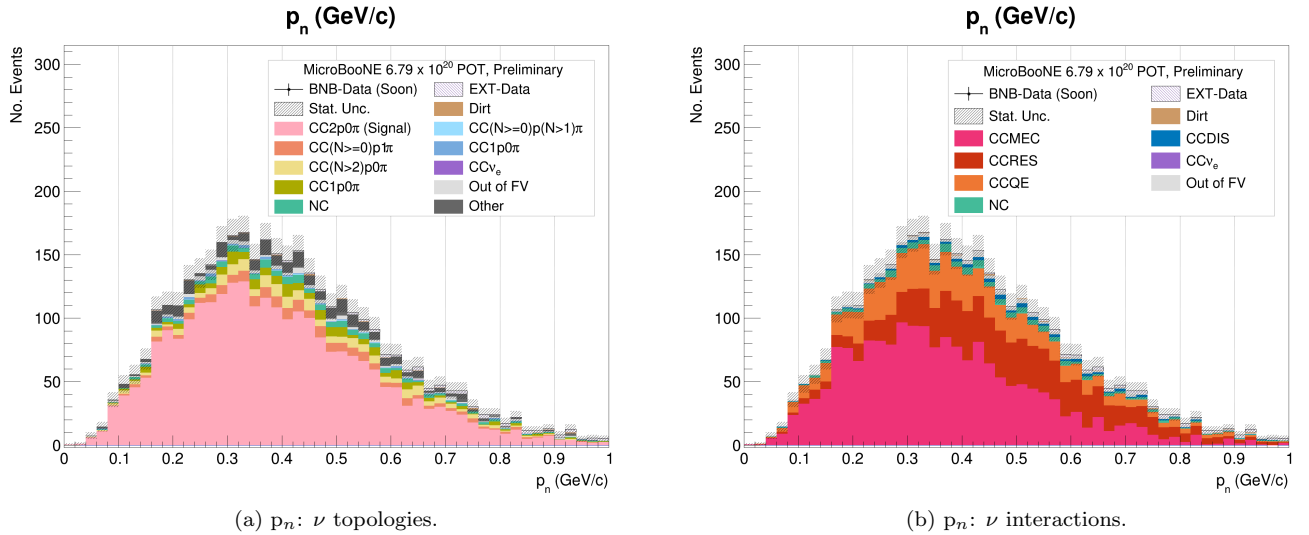 p_n (GeV/c)
No. Events
300
250
200
150
100
50
0
MicroBooNE 6.79 x 10^20 POT, Preliminary
BNB-Data (Soon) EXT-Data
Stat. Unc. Dirt
CC2p0π (Signal) CC(N>=0)p(N>1)π
CC(N>=0)p1π CC1p0π
CC(N>2)p0π CCν_e
CC1p0π Out of FV
NC Other
0 0.1 0.2 0.3 0.4 0.5 0.6 0.7 0.8 0.9 1
p_n (GeV/c)
(a) p_n: ν topologies.
p_n (GeV/c)
No. Events
300
250
200
150
100
50
0
MicroBooNE 6.79 x 10^20 POT, Preliminary
BNB-Data (Soon) EXT-Data
Stat. Unc. Dirt
CCMEC CCDIS
CCRES CCν_e
CCQE Out of FV
NC
0 0.1 0.2 0.3 0.4 0.5 0.6 0.7 0.8 0.9 1
p_n (GeV/c)
(b) p_n: ν interactions.